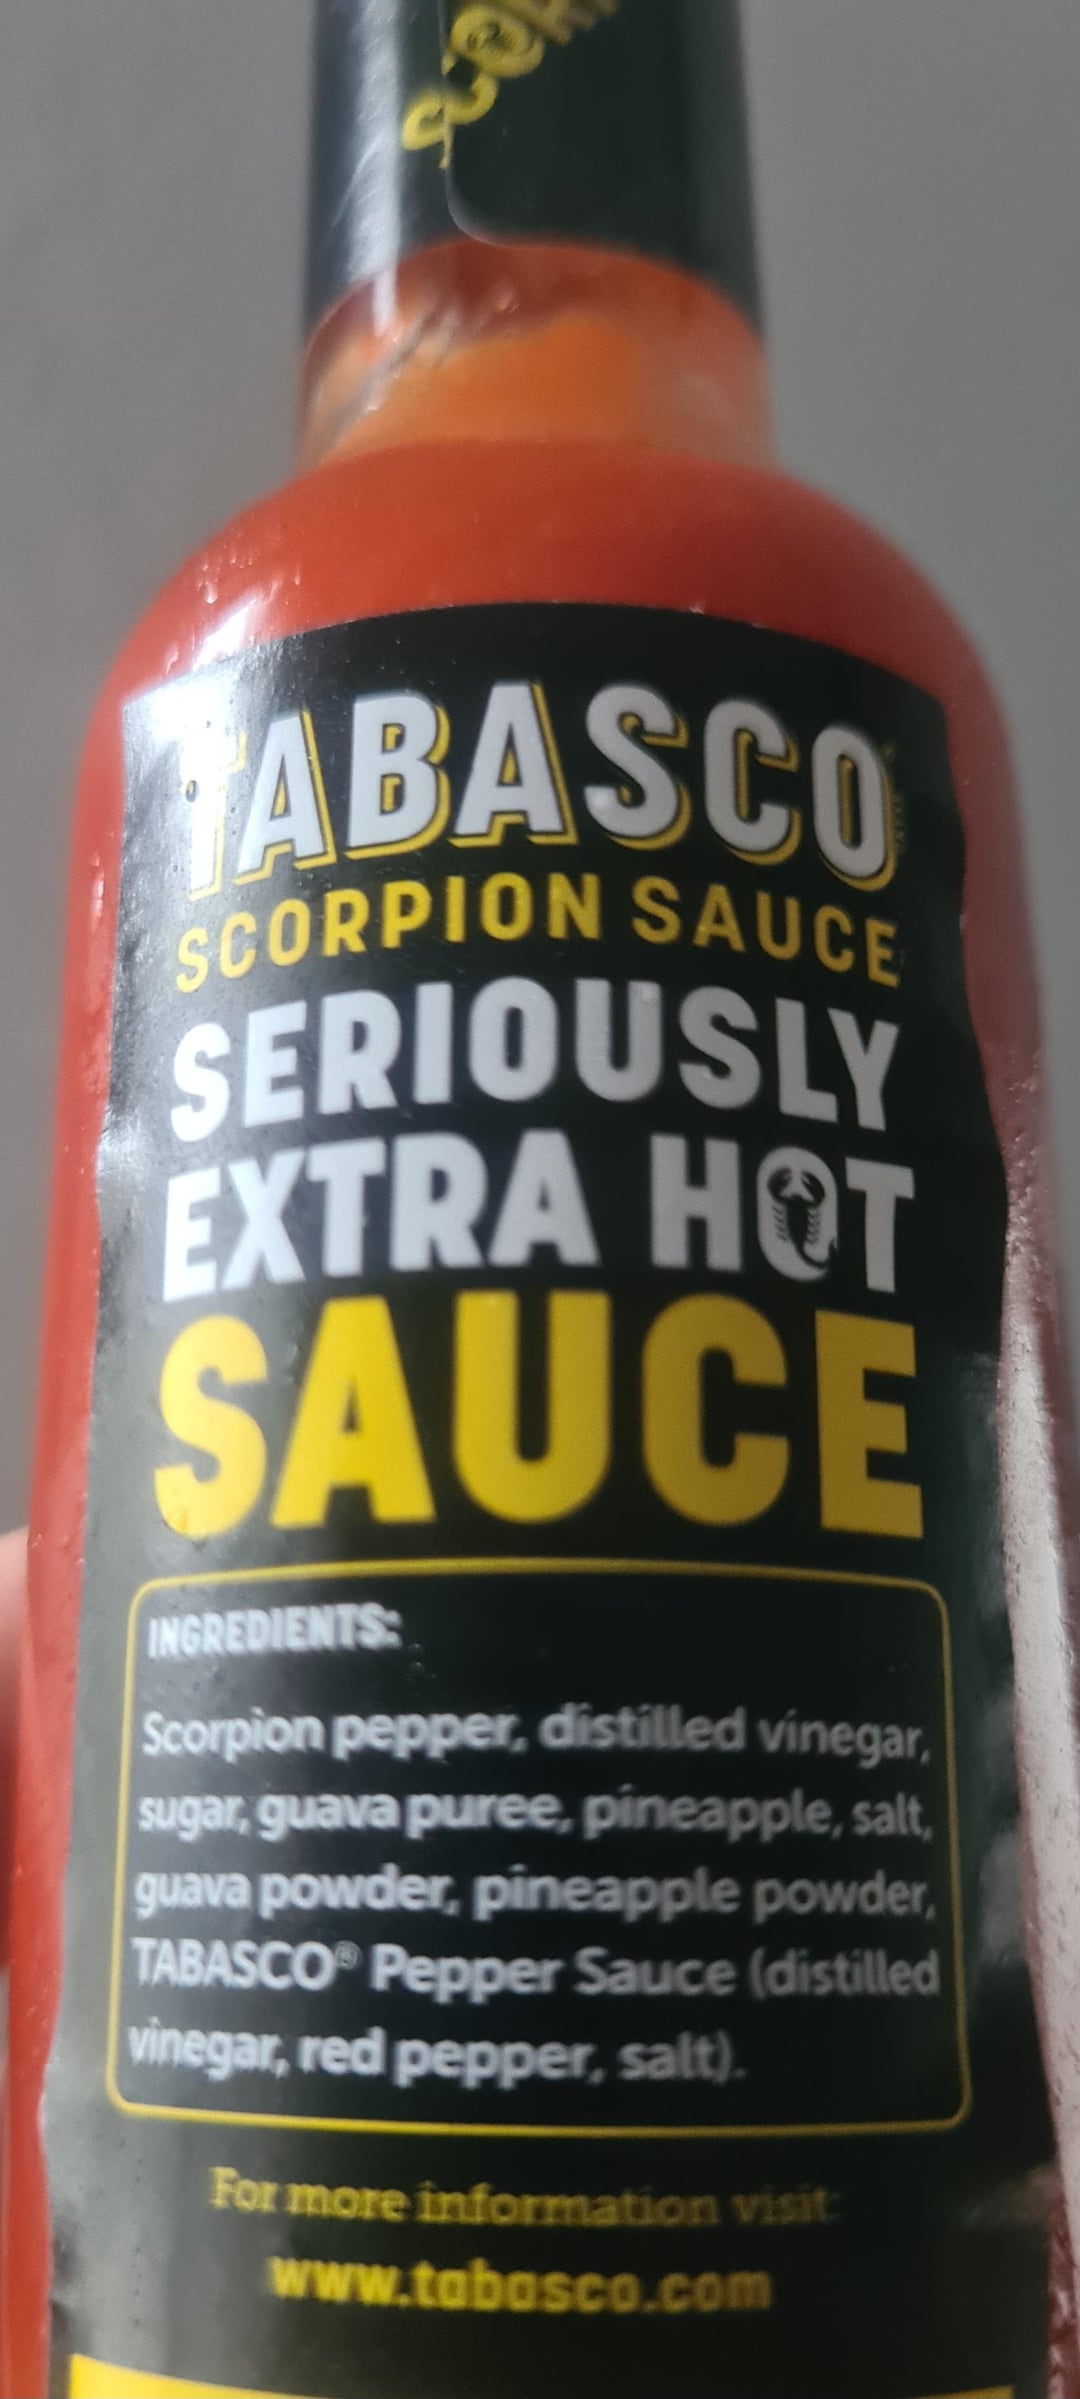 TABASCO
SCORPION SAUCE
SERIOUSLY
EXTRA HOT
SAUCE
INGREDIENTS:
Scorpion pepper, distilled vinegar,
sugar, guava puree, pineapple, salt,
guava powder, pineapple powder,
TABASCO® Pepper Sauce (distilled
vinegar, red pepper, salt).
For more information visit:
www.tabasco.com